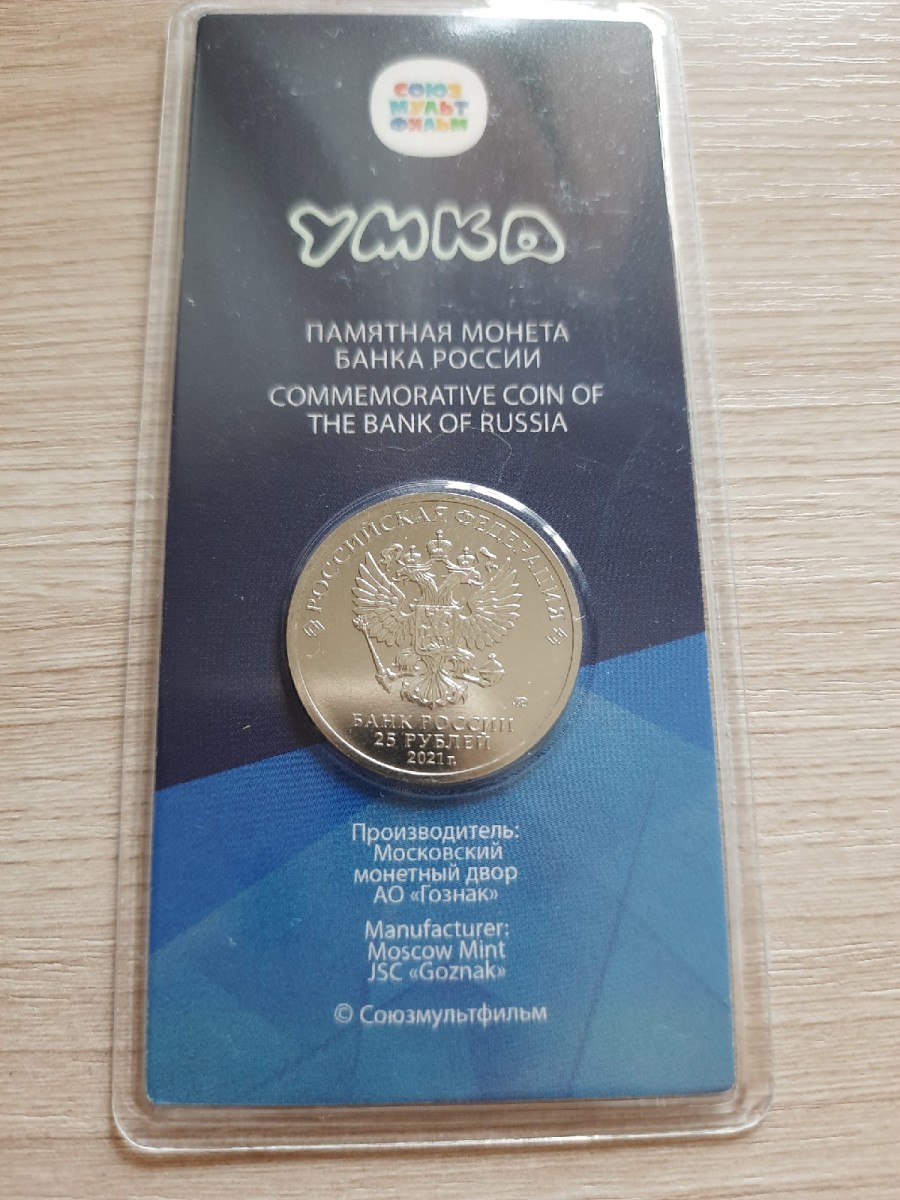 СОЮЗ
МУЛЬТ
ФИЛЬМ
УМКА
ПАМЯТНАЯ МОНЕТА
БАНКА РОССИИ
COMMEMORATIVE COIN OF
THE BANK OF RUSSIA
РОССИЙСКАЯ ФЕДЕРАЦИЯ
БАНК РОССИИ
25 РУБЛЕЙ
2021 г.
Производитель:
Московский
монетный двор
АО «Гознак»
Manufacturer:
Moscow Mint
JSC «Goznak»
© Союзмультфильм